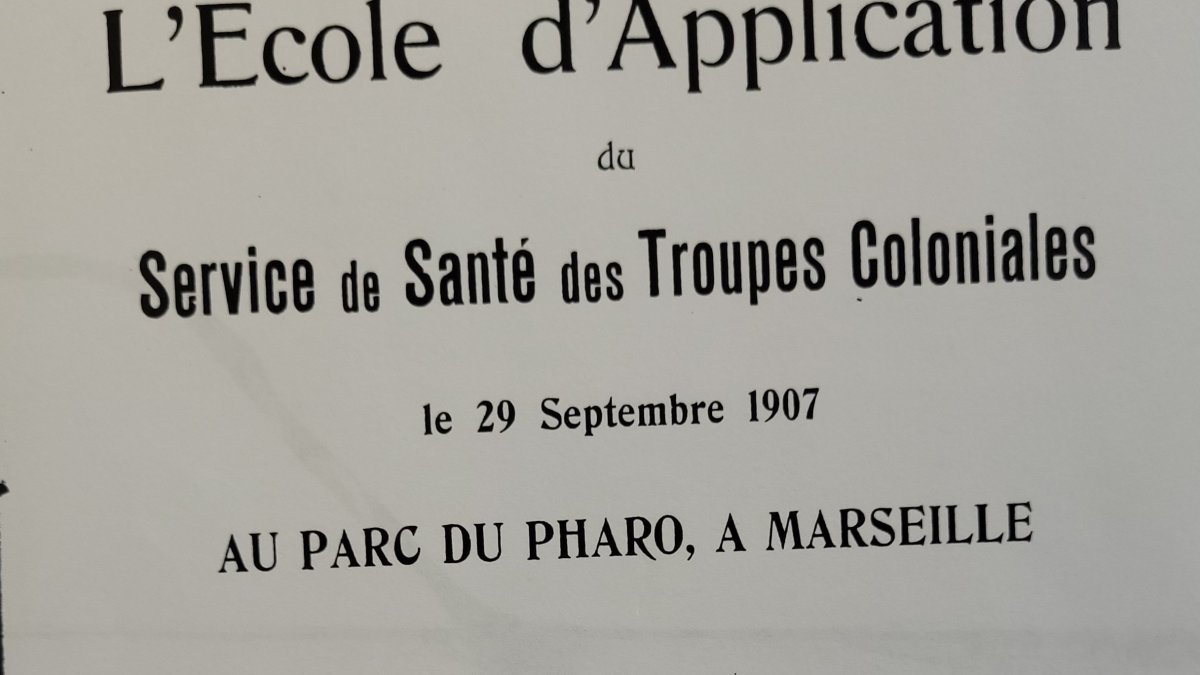 L'Ecole d'Application
du
Service de Santé des Troupes Coloniales
le 29 Septembre 1907
AU PARC DU PHARO, A MARSEILLE